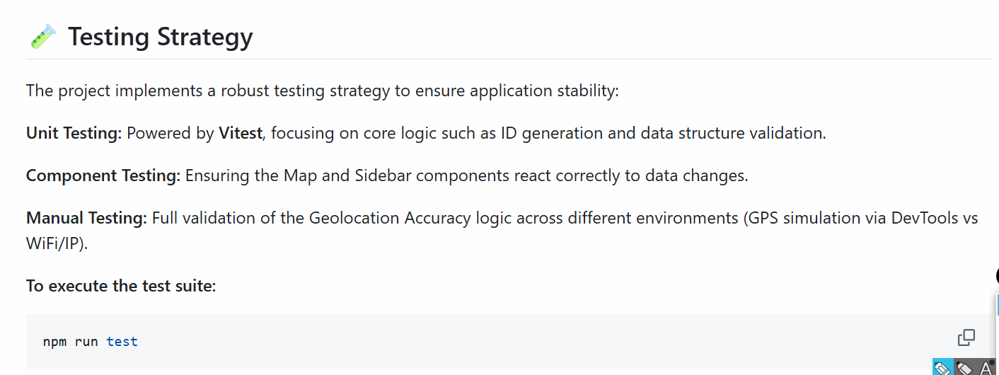 🧪 Testing Strategy
The project implements a robust testing strategy to ensure application stability:
Unit Testing: Powered by Vitest, focusing on core logic such as ID generation and data structure validation.
Component Testing: Ensuring the Map and Sidebar components react correctly to data changes.
Manual Testing: Full validation of the Geolocation Accuracy logic across different environments (GPS simulation via DevTools vs
WiFi/IP).
To execute the test suite:
npm run test
A